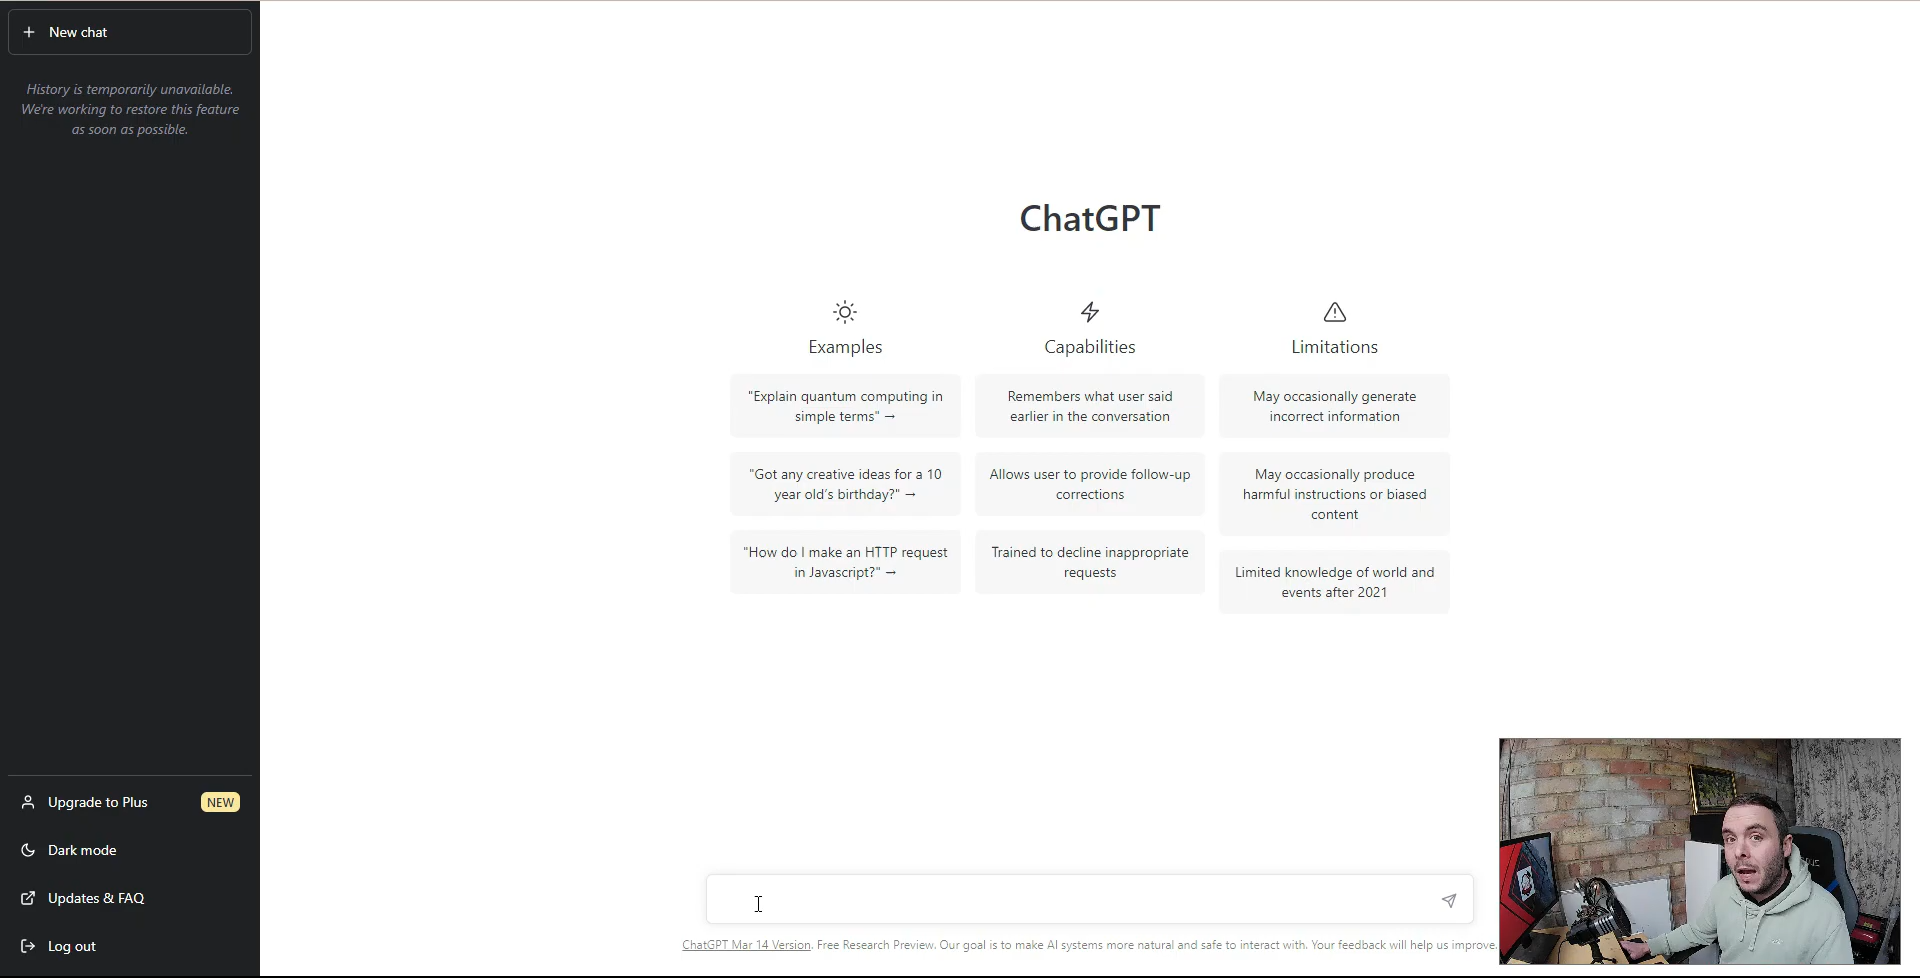 New chat
History is temporarily unavailable.
We're working to restore this feature
as soon as possible.
ChatGPT
Examples
"Explain quantum computing in
simple terms" →
"Got any creative ideas for a 10
year old's birthday?" →
"How do I make an HTTP request
in Javascript?" →
Capabilities
Remembers what user said
earlier in the conversation
Allows user to provide follow-up
corrections
Trained to decline inappropriate
requests
Limitations
May occasionally generate
incorrect information
May occasionally produce
harmful instructions or biased
content
Limited knowledge of world and
events after 2021
Upgrade to Plus NEW
Dark mode
Updates & FAQ
Log out
ChatGPT Mar 14 Version. Free Research Preview. Our goal is to make AI systems more natural and safe to interact with. Your feedback will help us improve.